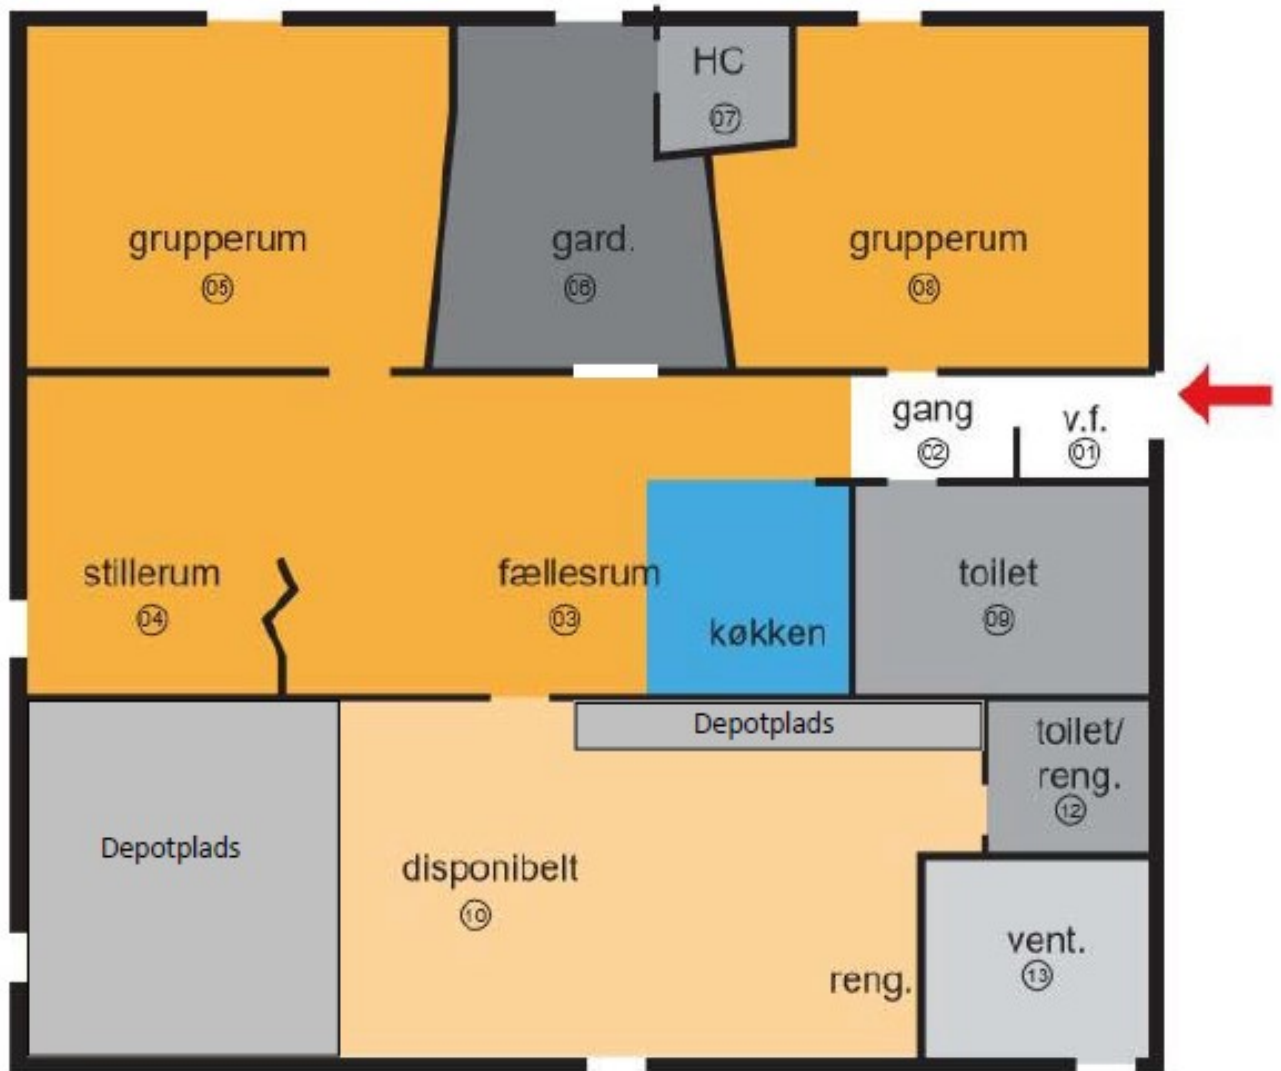 HC
07
grupperum
05
gard.
06
grupperum
08
gang
02
v.f.
01
stillerum
04
fællesrum
03
køkken
toilet
09
Depotplads
toilet/
reng.
12
Depotplads
disponibelt
10
reng.
vent.
13